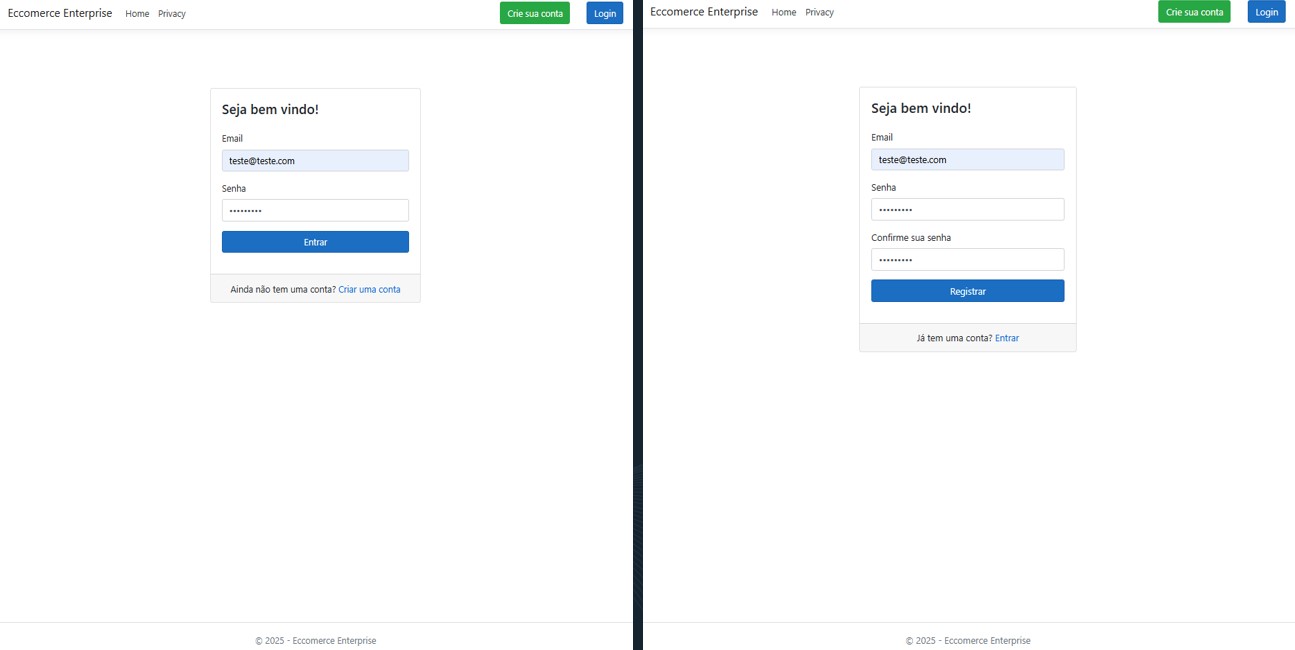 Eccomerce Enterprise Home Privacy Crie sua conta Login
Seja bem vindo!
Email
teste@teste.com
Senha
•••••••••
Entrar
Ainda não tem uma conta? Criar uma conta
© 2025 - Eccomerce Enterprise
Eccomerce Enterprise Home Privacy Crie sua conta Login
Seja bem vindo!
Email
teste@teste.com
Senha
•••••••••
Confirme sua senha
•••••••••
Registrar
Já tem uma conta? Entrar
© 2025 - Eccomerce Enterprise